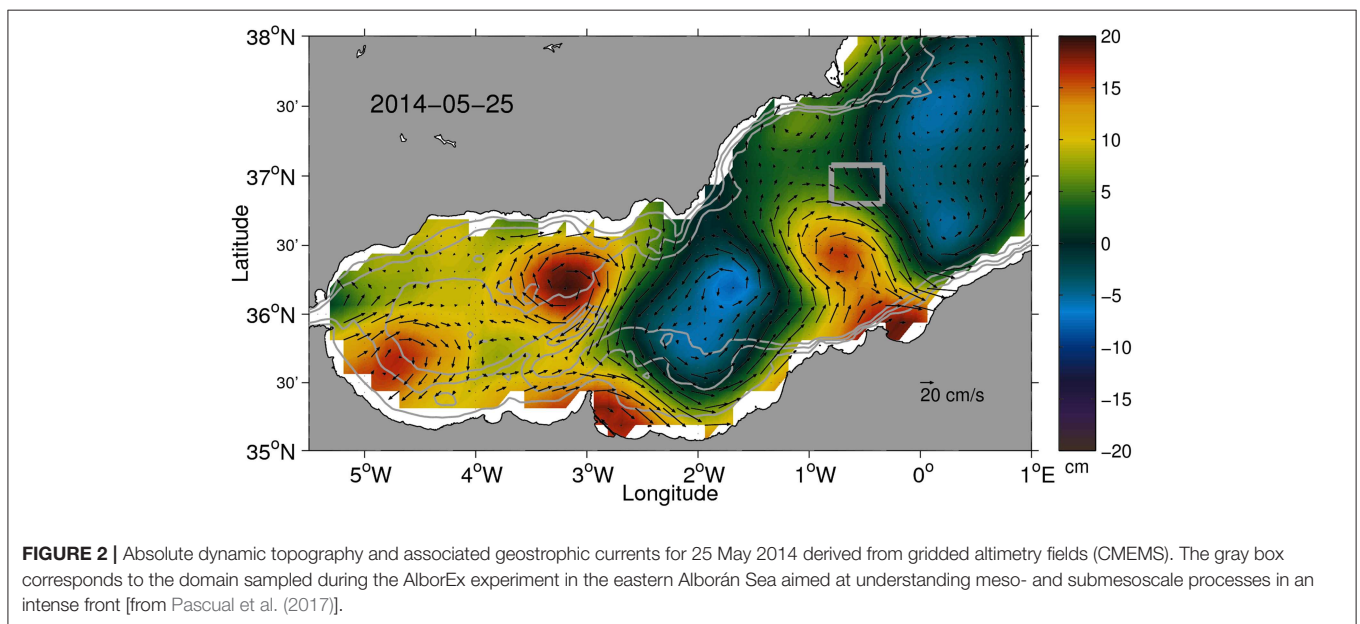 38°N
30'
37°N
30'
36°N
30'
35°N
Latitude
2014-05-25
20 cm/s
5°W
4°W
3°W
2°W
1°W
0°
1°E
Longitude
20
15
10
5
0
−5
−10
−15
−20
cm
FIGURE 2 | Absolute dynamic topography and associated geostrophic currents for 25 May 2014 derived from gridded altimetry fields (CMEMS). The gray box
corresponds to the domain sampled during the AlborEx experiment in the eastern Alborán Sea aimed at understanding meso- and submesoscale processes in an
intense front [from Pascual et al. (2017)].